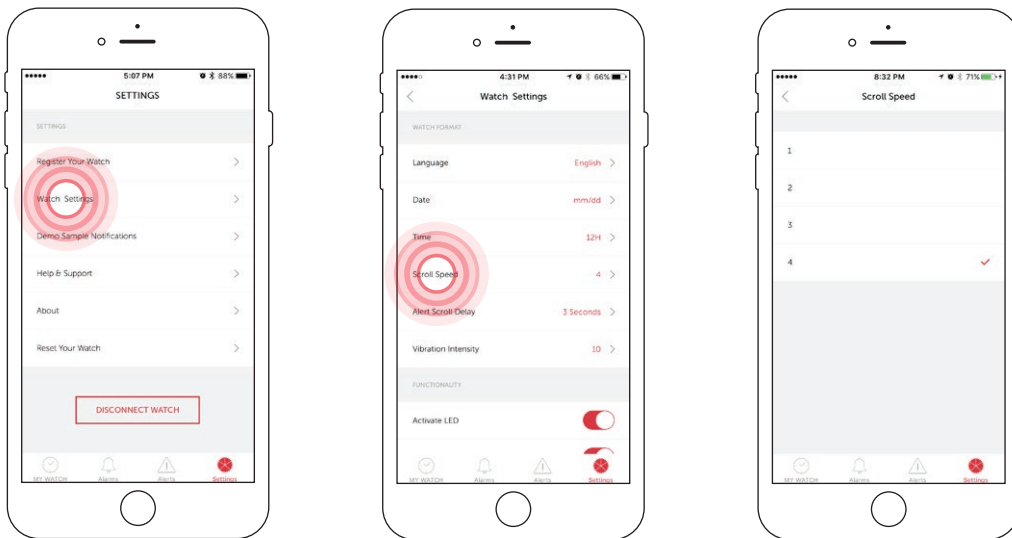 5:07 PM 88%
SETTINGS
SETTINGS
Register Your Watch
Watch Settings
Demo Sample Notifications
Help & Support
About
Reset Your Watch
DISCONNECT WATCH
MY WATCH Alarms Alerts Settings
4:31 PM 66%
Watch Settings
WATCH FORMAT
Language English
Date mm/dd
Time 12H
Scroll Speed 4
Alert Scroll Delay 3 Seconds
Vibration Intensity 10
FUNCTIONALITY
Activate LED
MY WATCH Alarms Alerts Settings
8:32 PM 71%
Scroll Speed
1
2
3
4
MY WATCH Alarms Alerts Settings